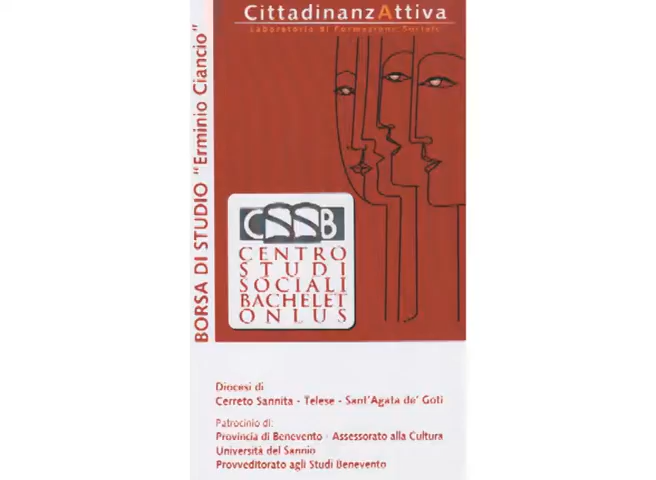 CittadinanzAttiva
Laboratorio di Formazione Sociale
BORSA DI STUDIO "Erminio Ciancio"
CSSB
CENTRO
STUDI
SOCIALI
BACHELET
ONLUS
Diocesi di
Cerreto Sannita - Telese - Sant'Agata de' Goti
Patrocinio di:
Provincia di Benevento - Assessorato alla Cultura
Università del Sannio
Provveditorato agli Studi Benevento